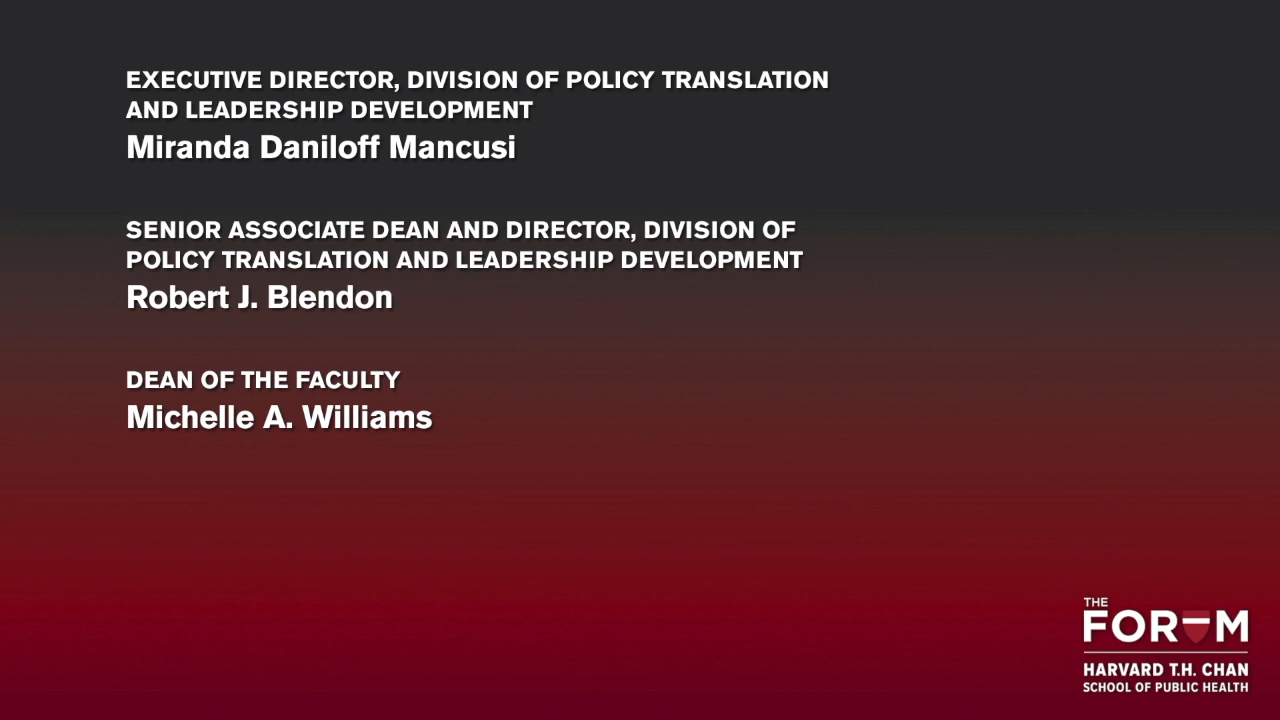 EXECUTIVE DIRECTOR, DIVISION OF POLICY TRANSLATION
AND LEADERSHIP DEVELOPMENT
Miranda Daniloff Mancusi
SENIOR ASSOCIATE DEAN AND DIRECTOR, DIVISION OF
POLICY TRANSLATION AND LEADERSHIP DEVELOPMENT
Robert J. Blendon
DEAN OF THE FACULTY
Michelle A. Williams
THE
FORUM
HARVARD T.H. CHAN
SCHOOL OF PUBLIC HEALTH